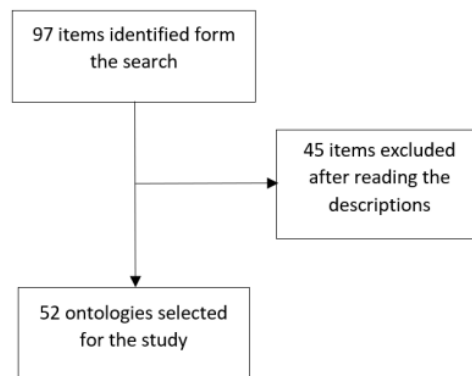 97 items identified form
the search
45 items excluded
after reading the
descriptions
52 ontologies selected
for the study